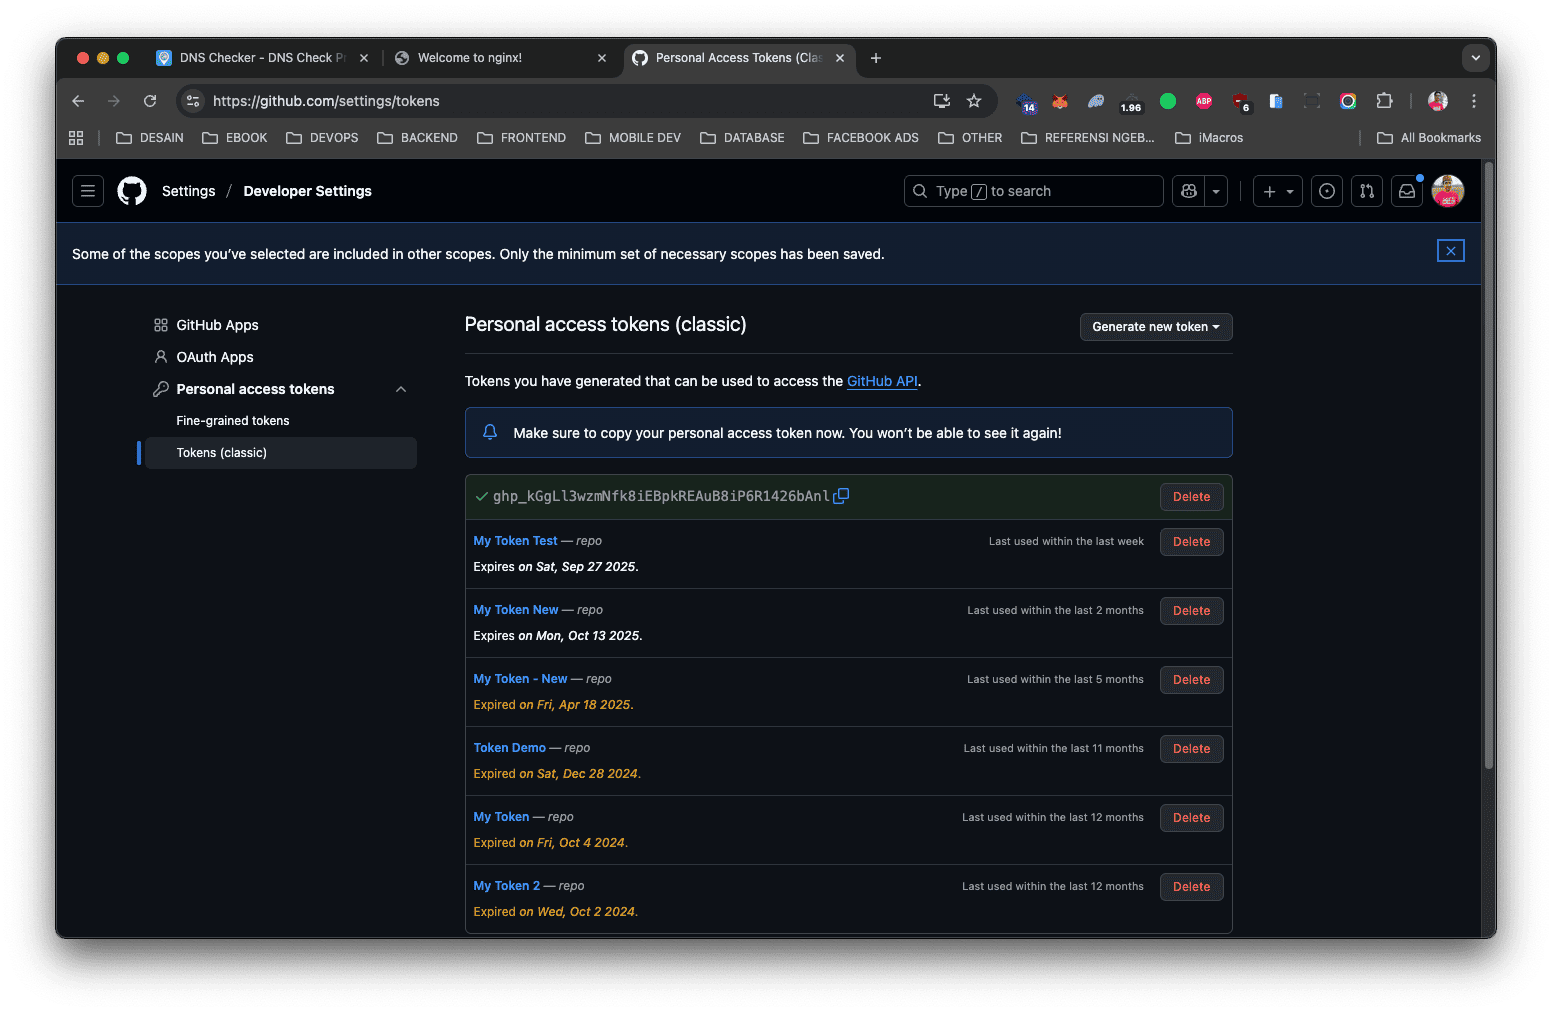 DNS Checker - DNS Check Pr
Welcome to nginx!
Personal Access Tokens (Clas
https://github.com/settings/tokens
14
1.96
ABP
6
DESAIN
EBOOK
DEVOPS
BACKEND
FRONTEND
MOBILE DEV
DATABASE
FACEBOOK ADS
OTHER
REFERENSI NGEB...
iMacros
All Bookmarks
Settings / Developer Settings
Type / to search
Some of the scopes you’ve selected are included in other scopes. Only the minimum set of necessary scopes has been saved.
GitHub Apps
OAuth Apps
Personal access tokens
Fine-grained tokens
Tokens (classic)
Personal access tokens (classic)
Generate new token
Tokens you have generated that can be used to access the GitHub API.
Make sure to copy your personal access token now. You won’t be able to see it again!
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
Delete
My Token Test — repo
Last used within the last week
Delete
Expires on Sat, Sep 27 2025.
My Token New — repo
Last used within the last 2 months
Delete
Expires on Mon, Oct 13 2025.
My Token - New — repo
Last used within the last 5 months
Delete
Expired on Fri, Apr 18 2025.
Token Demo — repo
Last used within the last 11 months
Delete
Expired on Sat, Dec 28 2024.
My Token — repo
Last used within the last 12 months
Delete
Expired on Fri, Oct 4 2024.
My Token 2 — repo
Last used within the last 12 months
Delete
Expired on Wed, Oct 2 2024.